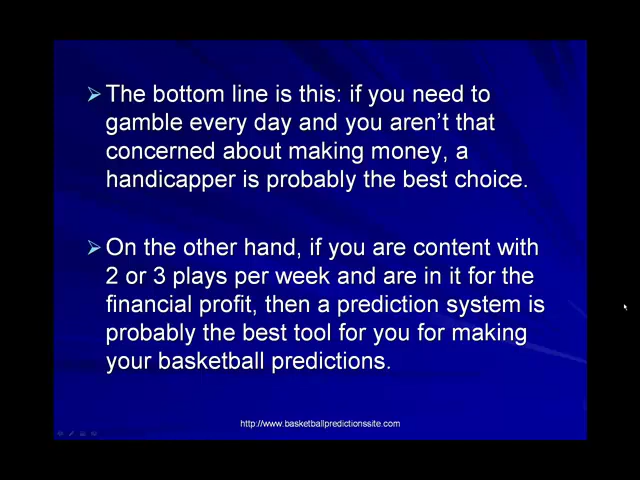 The bottom line is this: if you need to
gamble every day and you aren't that
concerned about making money, a
handicapper is probably the best choice.
On the other hand, if you are content with
2 or 3 plays per week and are in it for the
financial profit, then a prediction system is
probably the best tool for you for making
your basketball predictions.
http://www.basketballpredictionssite.com